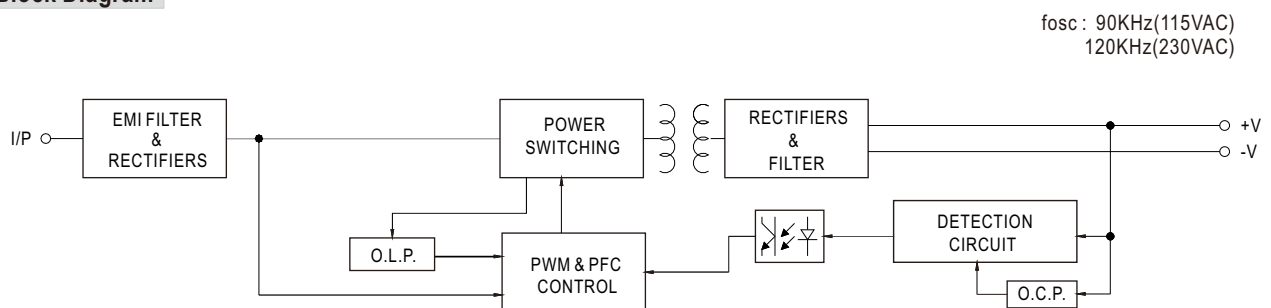 Block Diagram
fosc : 90KHz(115VAC)
120KHz(230VAC)
I/P
EMI FILTER
&
RECTIFIERS
POWER
SWITCHING
RECTIFIERS
&
FILTER
+V
-V
O.L.P.
PWM & PFC
CONTROL
DETECTION
CIRCUIT
O.C.P.